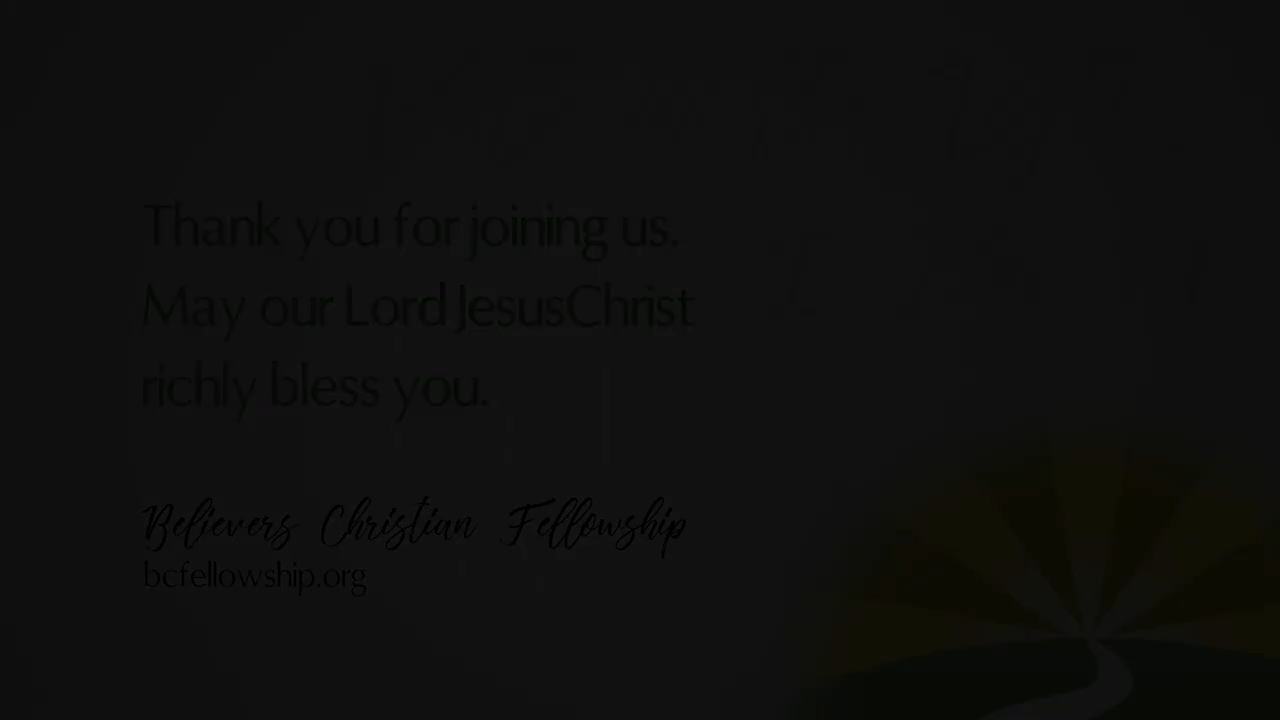 Thank you for joining us.
May our Lord JesusChrist
richly bless you.
Believers Christian Fellowship
bcfellowship.org